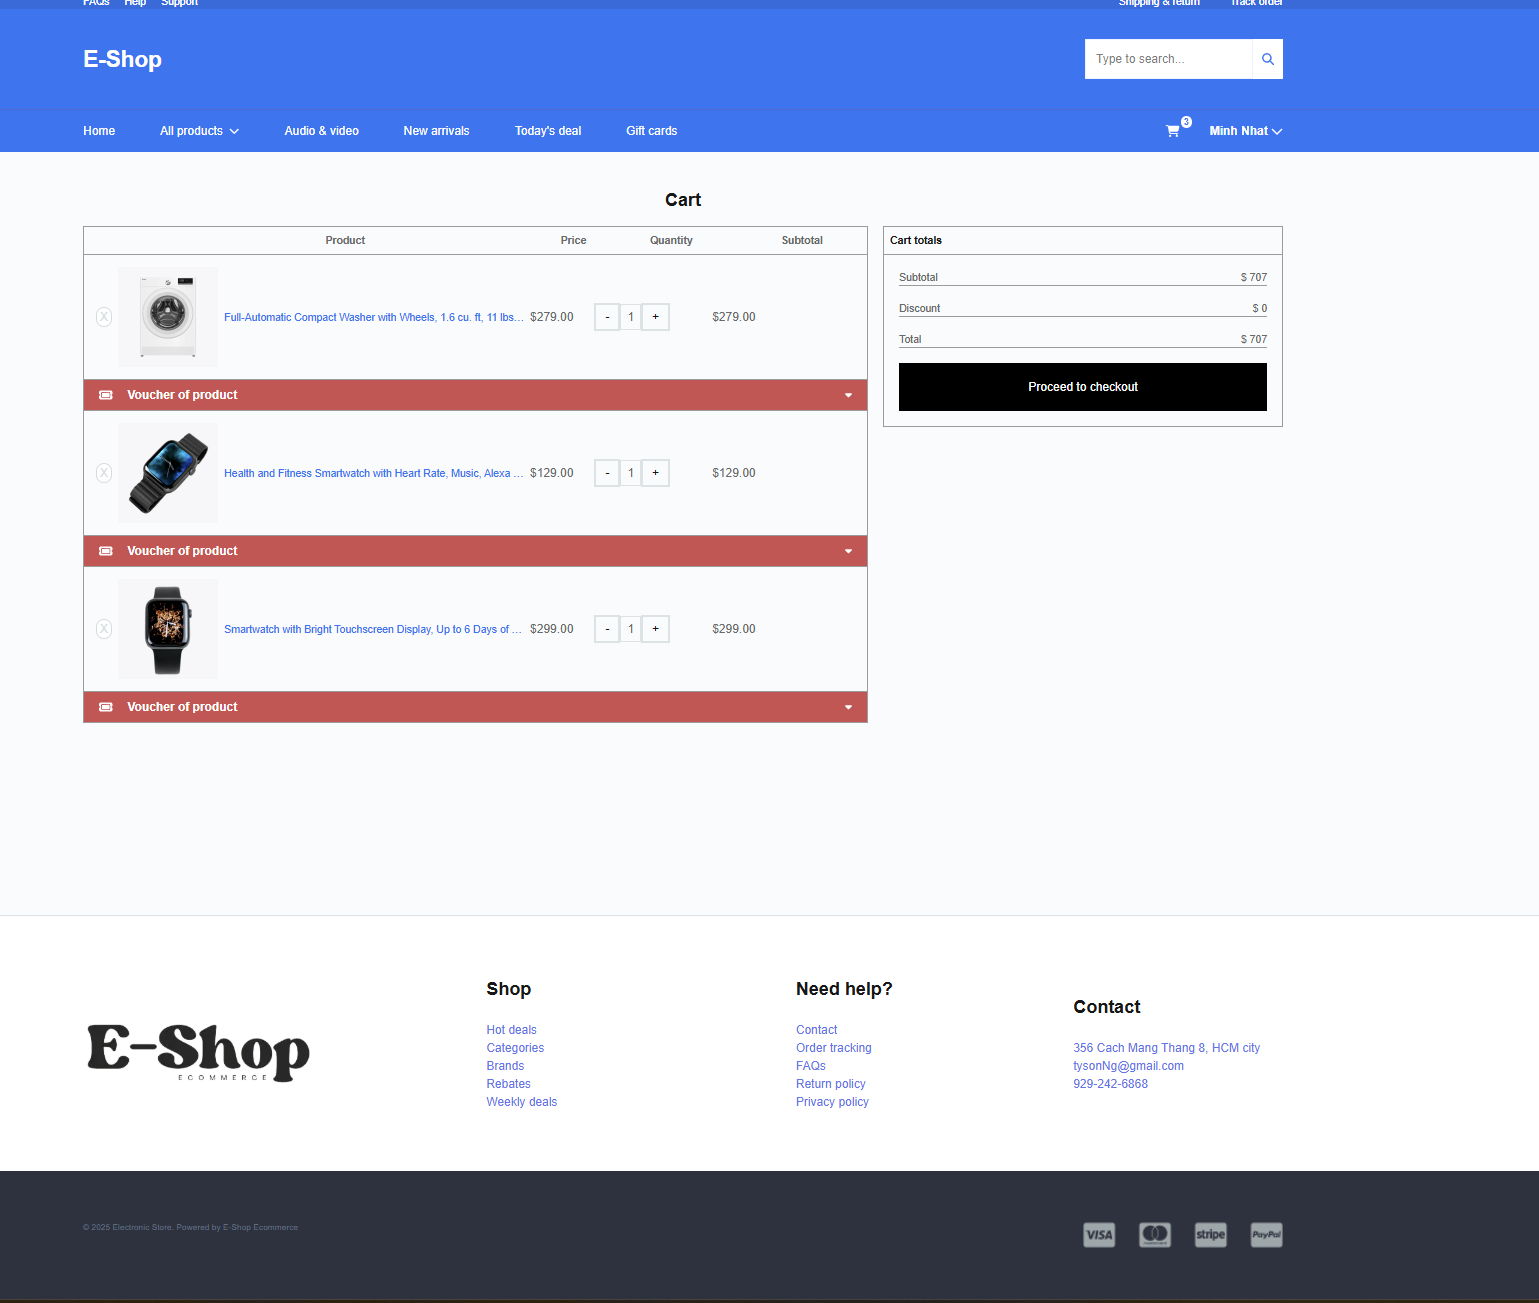 FAQs Help Support Shipping & return Track order
E-Shop
Type to search...
Home All products Audio & video New arrivals Today's deal Gift cards 3 Minh Nhat
Cart
Product Price Quantity Subtotal
X Full-Automatic Compact Washer with Wheels, 1.6 cu. ft, 11 lbs... $279.00 - 1 + $279.00
Voucher of product
X Health and Fitness Smartwatch with Heart Rate, Music, Alexa ... $129.00 - 1 + $129.00
Voucher of product
X Smartwatch with Bright Touchscreen Display, Up to 6 Days of ... $299.00 - 1 + $299.00
Voucher of product
Cart totals
Subtotal $ 707
Discount $ 0
Total $ 707
Proceed to checkout
E-Shop
ECOMMERCE
Shop
Hot deals
Categories
Brands
Rebates
Weekly deals
Need help?
Contact
Order tracking
FAQs
Return policy
Privacy policy
Contact
356 Cach Mang Thang 8, HCM city
tysonNg@gmail.com
929-242-6868
© 2025 Electronic Store. Powered by E-Shop Ecommerce
VISA stripe PayPal